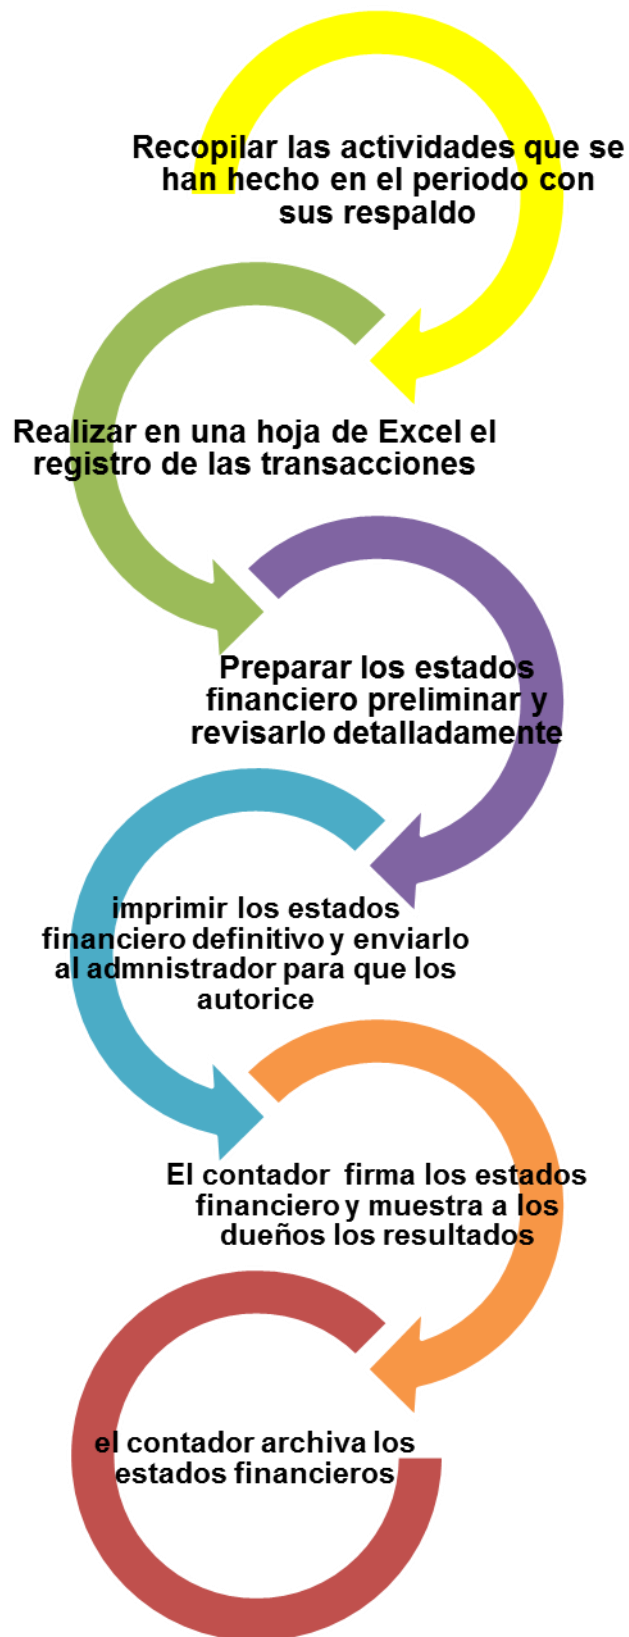 Recopilar las actividades que se
han hecho en el periodo con
sus respaldo
Realizar en una hoja de Excel el
registro de las transacciones
Preparar los estados
financiero preliminar y
revisarlo detalladamente
imprimir los estados
financiero definitivo y enviarlo
al admnistrador para que los
autorice
El contador firma los estados
financiero y muestra a los
dueños los resultados
el contador archiva los
estados financieros